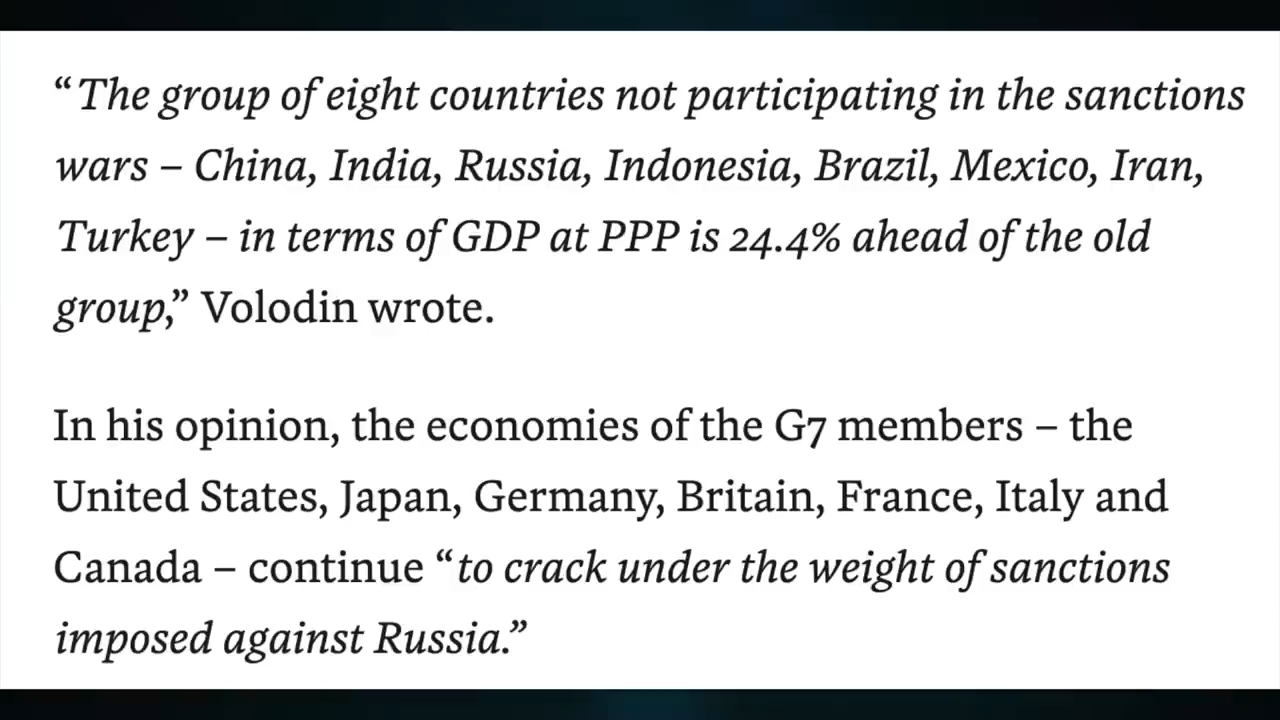 “The group of eight countries not participating in the sanctions
wars – China, India, Russia, Indonesia, Brazil, Mexico, Iran,
Turkey – in terms of GDP at PPP is 24.4% ahead of the old
group,” Volodin wrote.
In his opinion, the economies of the G7 members – the
United States, Japan, Germany, Britain, France, Italy and
Canada – continue “to crack under the weight of sanctions
imposed against Russia.”